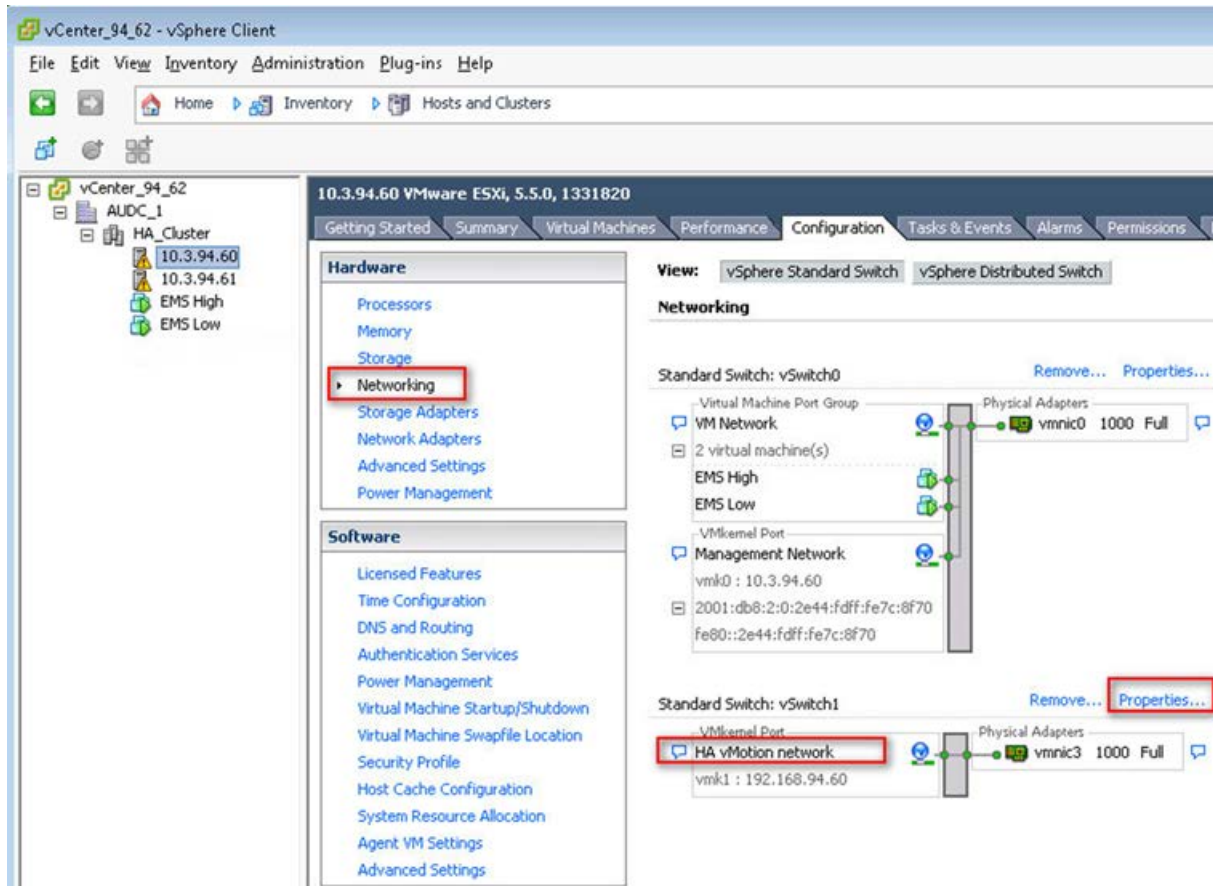 vCenter_94_62 - vSphere Client
File Edit View Inventory Administration Plug-ins Help
Home Inventory Hosts and Clusters
vCenter_94_62
AUDC_1
HA_Cluster
10.3.94.60
10.3.94.61
EMS High
EMS Low
10.3.94.60 VMware ESXi, 5.5.0, 1331820
Getting Started Summary Virtual Machines Performance Configuration Tasks & Events Alarms Permissions
Hardware
Processors
Memory
Storage
Networking
Storage Adapters
Network Adapters
Advanced Settings
Power Management
Software
Licensed Features
Time Configuration
DNS and Routing
Authentication Services
Power Management
Virtual Machine Startup/Shutdown
Virtual Machine Swapfile Location
Security Profile
Host Cache Configuration
System Resource Allocation
Agent VM Settings
Advanced Settings
View: vSphere Standard Switch vSphere Distributed Switch
Networking
Standard Switch: vSwitch0 Remove... Properties...
Virtual Machine Port Group Physical Adapters
VM Network vmnic0 1000 Full
2 virtual machine(s)
EMS High
EMS Low
VMkernel Port
Management Network
vmk0 : 10.3.94.60
2001:db8:2:0:2e44:fdff:fe7c:8f70
fe80::2e44:fdff:fe7c:8f70
Standard Switch: vSwitch1 Remove... Properties...
VMkernel Port Physical Adapters
HA vMotion network vmnic3 1000 Full
vmk1 : 192.168.94.60